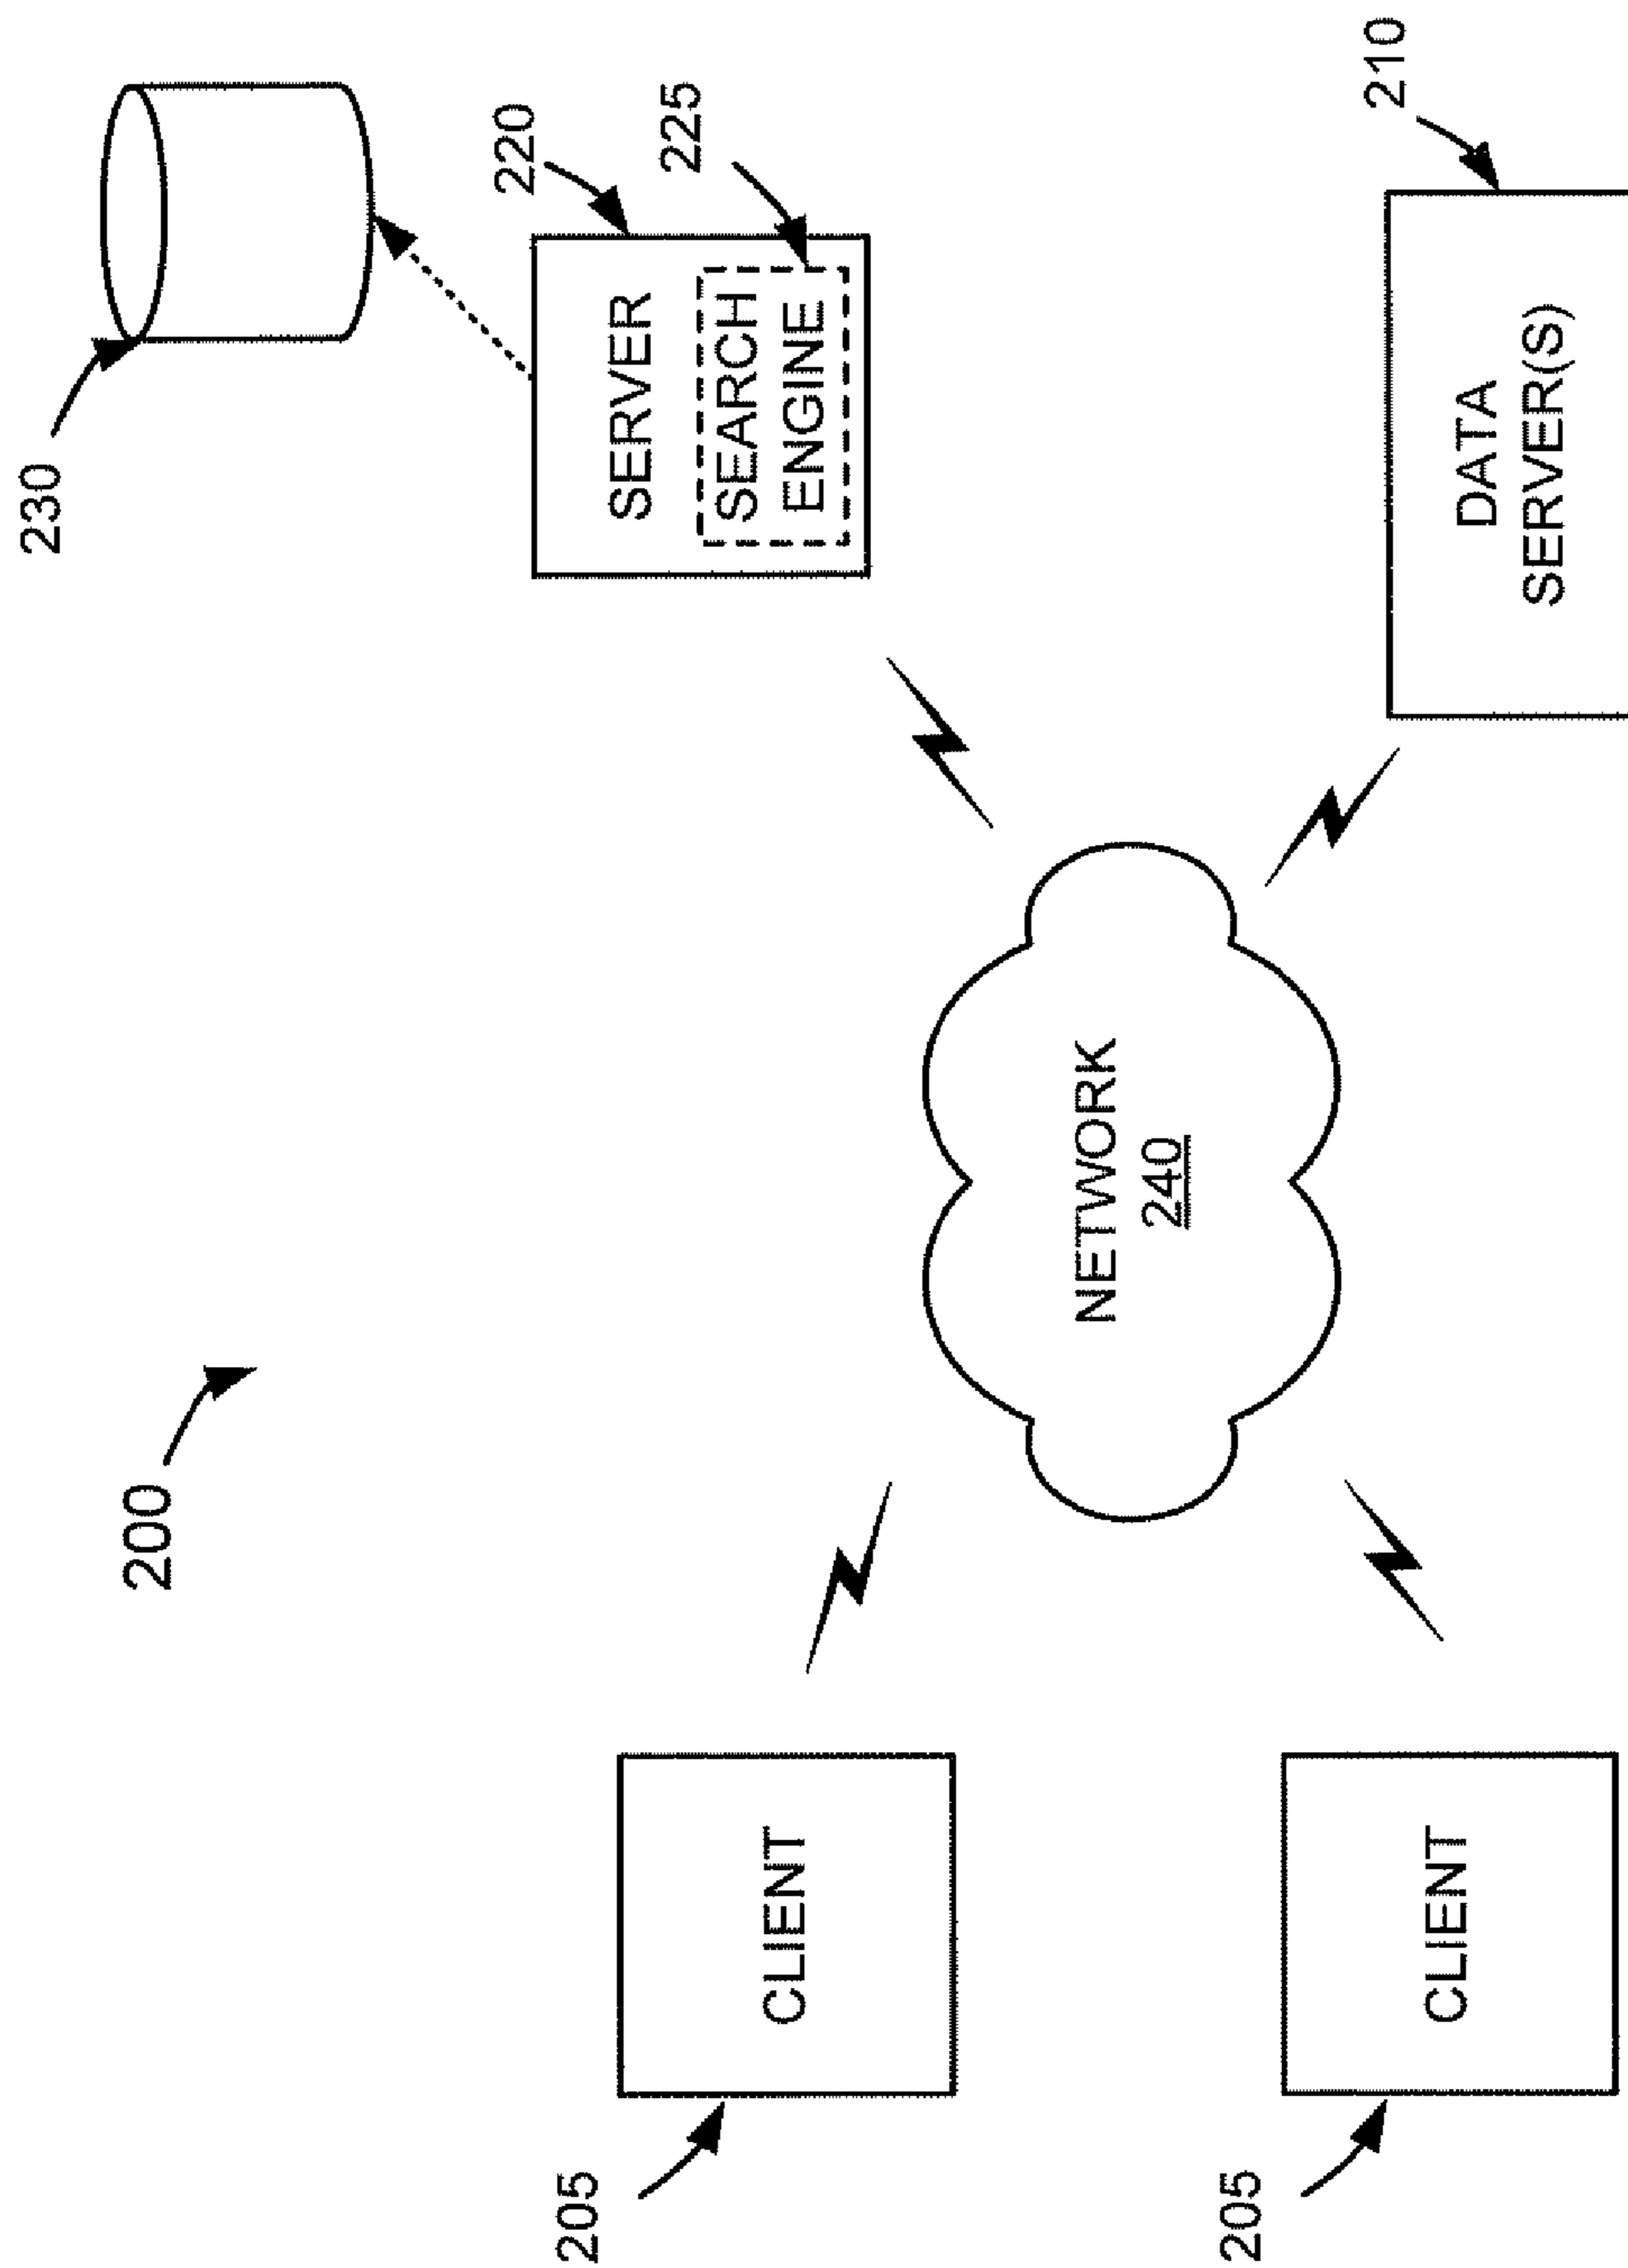 200
230
220
SERVER
225
SEARCH
ENGINE
205
CLIENT
NETWORK
240
210
DATA
SERVER(S)
205
CLIENT